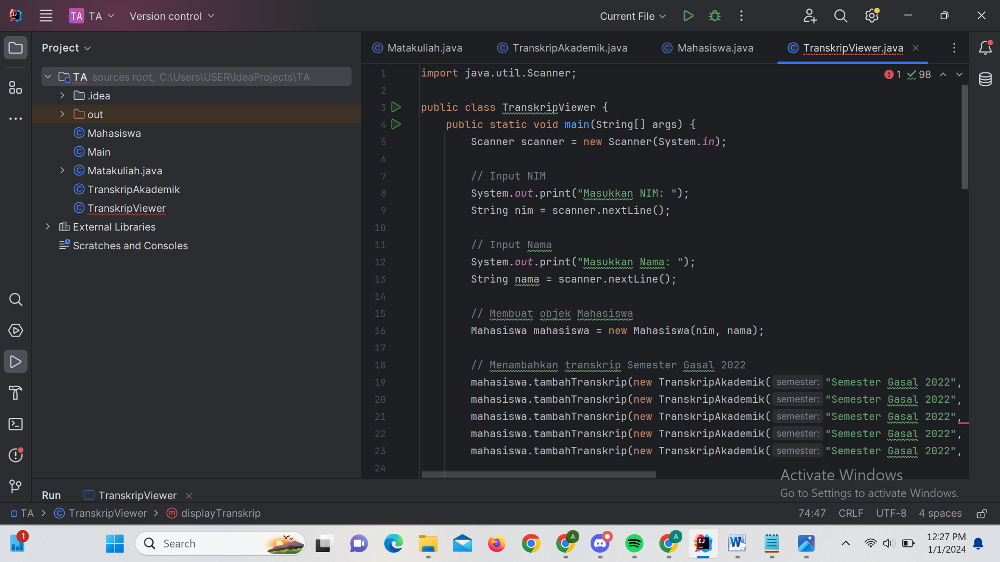 TA TA Version control Current File
Project
Matakuliah.java TranskripAkademik.java Mahasiswa.java TranskripViewer.java
TA sources root, C:\Users\USER\IdeaProjects\TA
.idea
out
Mahasiswa
Main
Matakuliah.java
TranskripAkademik
TranskripViewer
External Libraries
Scratches and Consoles
1 98
1 import java.util.Scanner;
2
3 public class TranskripViewer {
4 public static void main(String[] args) {
5 Scanner scanner = new Scanner(System.in);
6
7 // Input NIM
8 System.out.print("Masukkan NIM: ");
9 String nim = scanner.nextLine();
10
11 // Input Nama
12 System.out.print("Masukkan Nama: ");
13 String nama = scanner.nextLine();
14
15 // Membuat objek Mahasiswa
16 Mahasiswa mahasiswa = new Mahasiswa(nim, nama);
17
18 // Menambahkan transkrip Semester Gasal 2022
19 mahasiswa.tambahTranskrip(new TranskripAkademik( semester: "Semester Gasal 2022",
20 mahasiswa.tambahTranskrip(new TranskripAkademik( semester: "Semester Gasal 2022",
21 mahasiswa.tambahTranskrip(new TranskripAkademik( semester: "Semester Gasal 2022",
22 mahasiswa.tambahTranskrip(new TranskripAkademik( semester: "Semester Gasal 2022",
23 mahasiswa.tambahTranskrip(new TranskripAkademik( semester: "Semester Gasal 2022",
24
Activate Windows
Go to Settings to activate Windows.
Run TranskripViewer
TA > TranskripViewer > displayTranskrip
74:47 CRLF UTF-8 4 spaces
1
Search
A
A
IJ
W
12:27 PM
1/1/2024